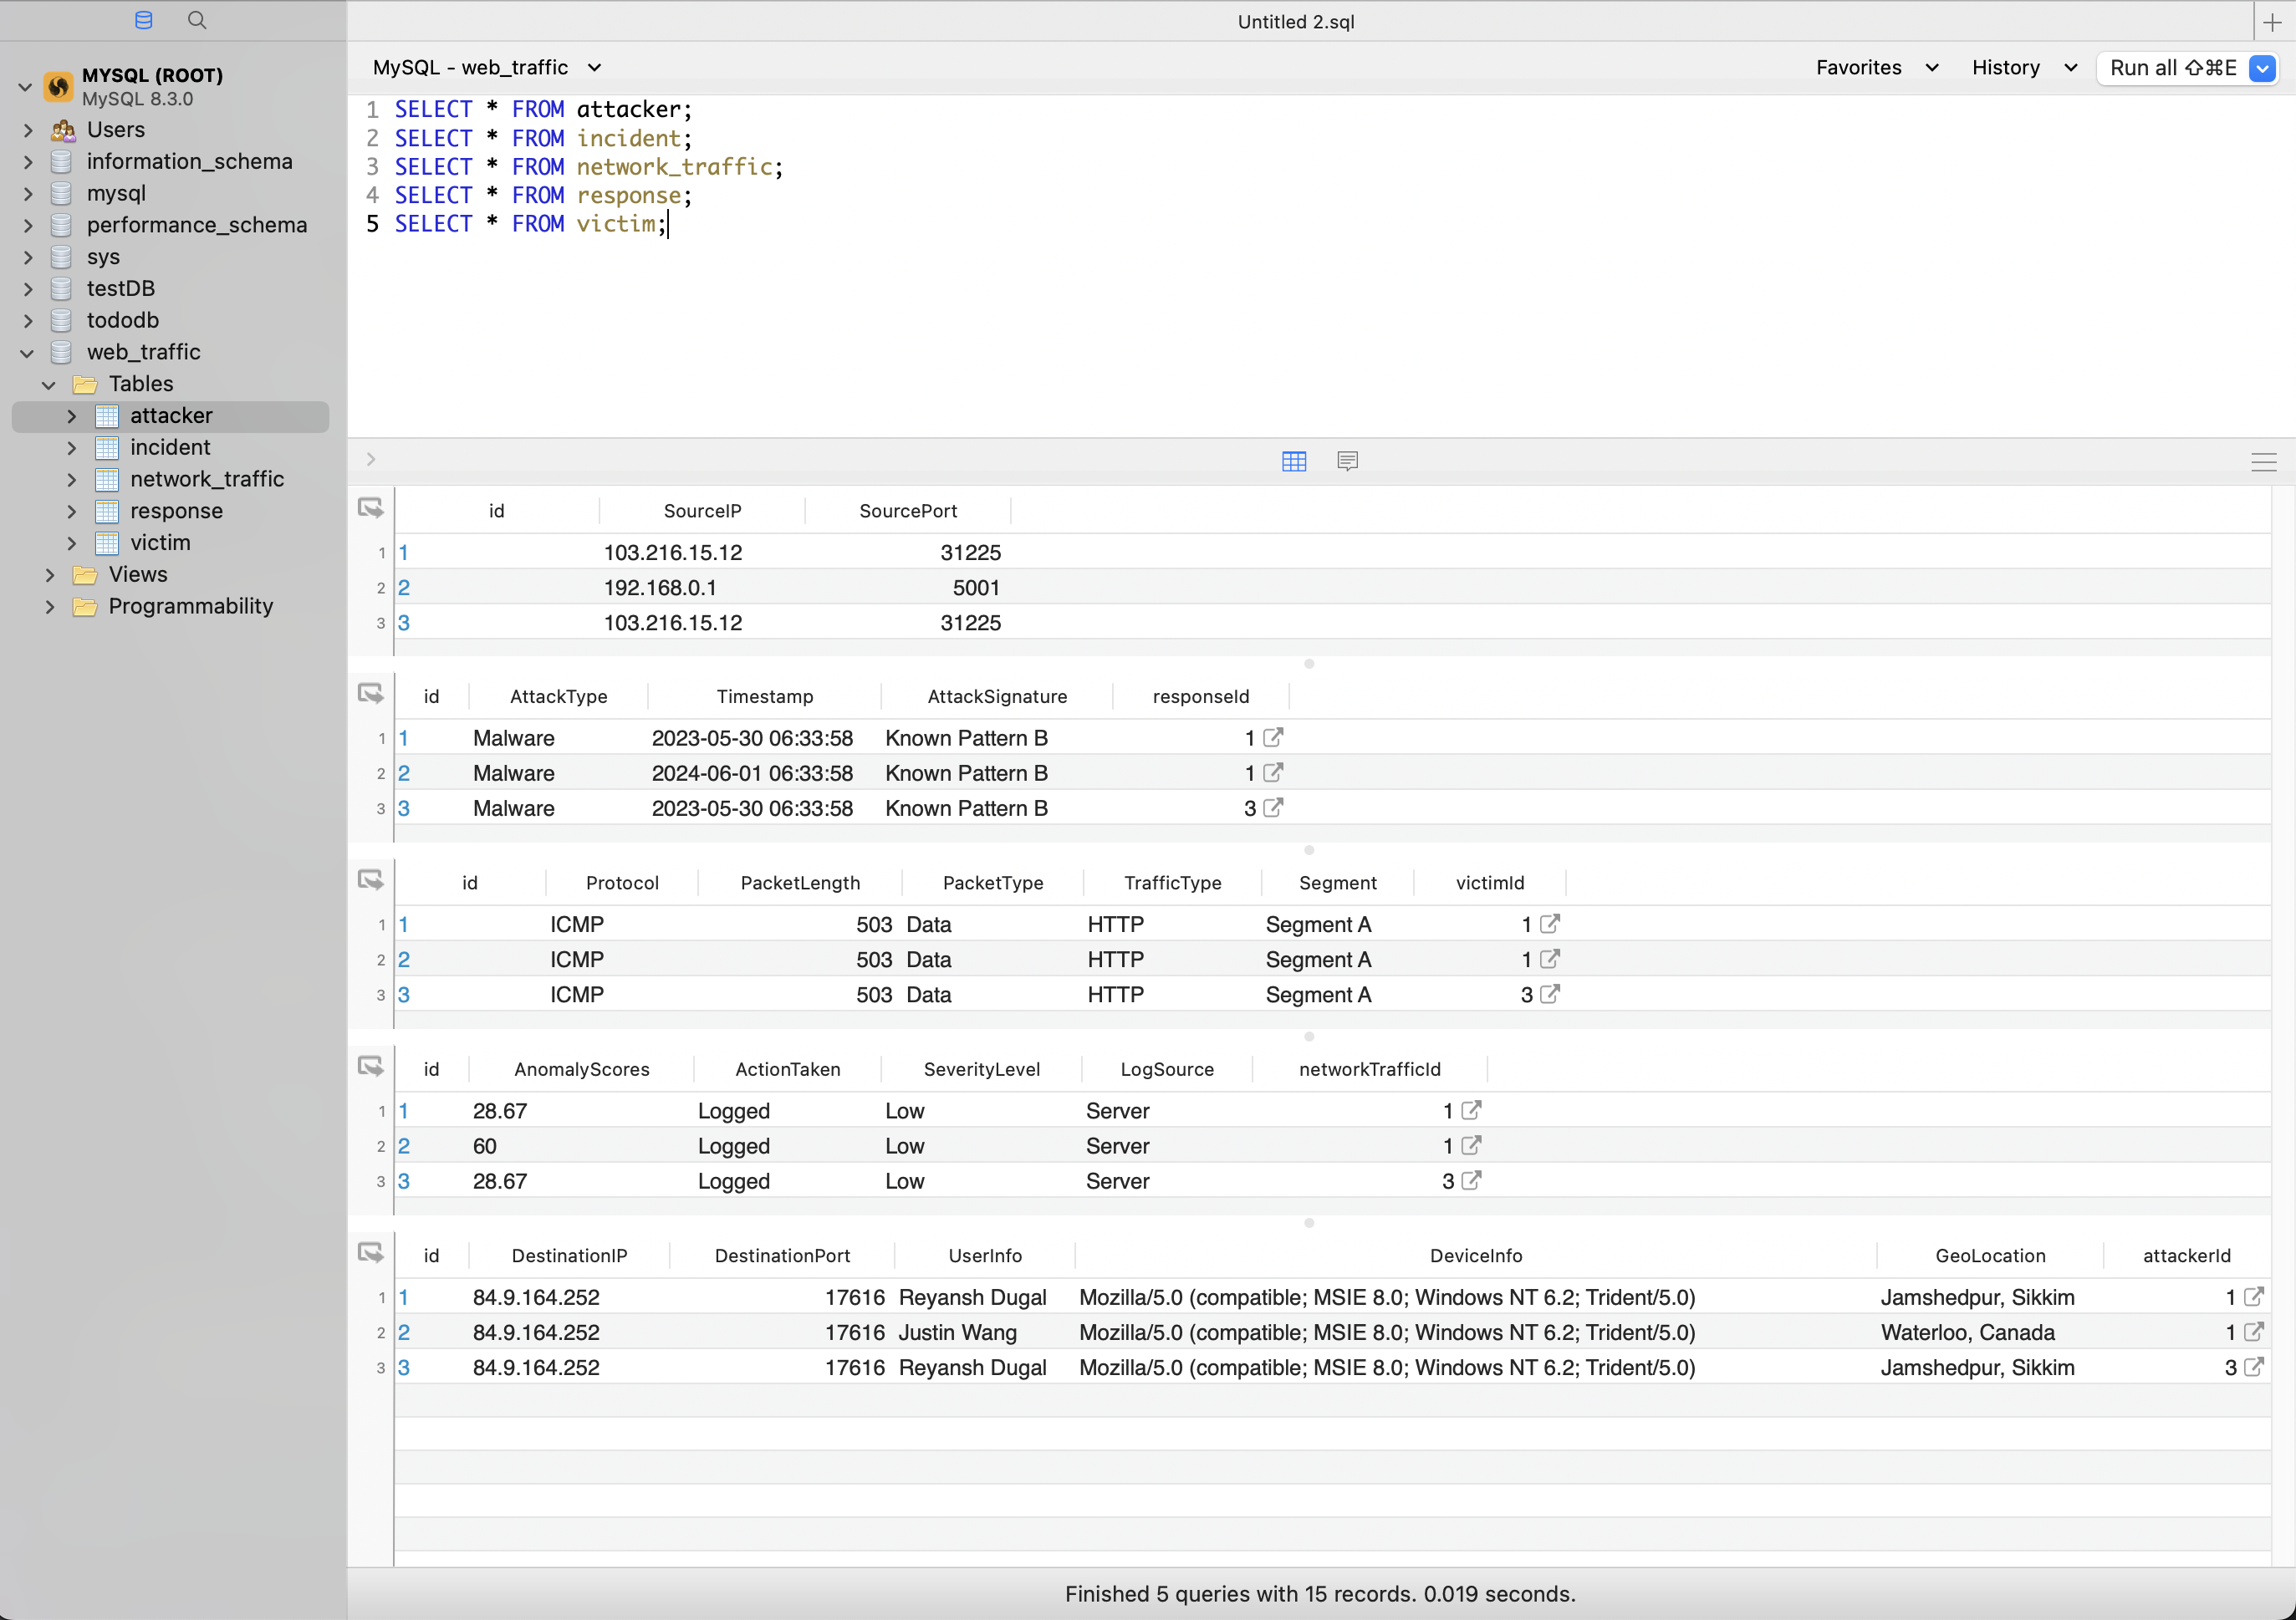 Untitled 2.sql
MYSQL (ROOT)
MySQL 8.3.0
Users
information_schema
mysql
performance_schema
sys
testDB
tododb
web_traffic
Tables
attacker
incident
network_traffic
response
victim
Views
Programmability
MySQL - web_traffic Favorites History Run all ⇧⌘E
1 SELECT * FROM attacker;
2 SELECT * FROM incident;
3 SELECT * FROM network_traffic;
4 SELECT * FROM response;
5 SELECT * FROM victim;
id SourceIP SourcePort
1 1 103.216.15.12 31225
2 2 192.168.0.1 5001
3 3 103.216.15.12 31225
id AttackType Timestamp AttackSignature responseId
1 1 Malware 2023-05-30 06:33:58 Known Pattern B 1
2 2 Malware 2024-06-01 06:33:58 Known Pattern B 1
3 3 Malware 2023-05-30 06:33:58 Known Pattern B 3
id Protocol PacketLength PacketType TrafficType Segment victimId
1 1 ICMP 503 Data HTTP Segment A 1
2 2 ICMP 503 Data HTTP Segment A 1
3 3 ICMP 503 Data HTTP Segment A 3
id AnomalyScores ActionTaken SeverityLevel LogSource networkTrafficId
1 1 28.67 Logged Low Server 1
2 2 60 Logged Low Server 1
3 3 28.67 Logged Low Server 3
id DestinationIP DestinationPort UserInfo DeviceInfo GeoLocation attackerId
1 1 84.9.164.252 17616 Reyansh Dugal Mozilla/5.0 (compatible; MSIE 8.0; Windows NT 6.2; Trident/5.0) Jamshedpur, Sikkim 1
2 2 84.9.164.252 17616 Justin Wang Mozilla/5.0 (compatible; MSIE 8.0; Windows NT 6.2; Trident/5.0) Waterloo, Canada 1
3 3 84.9.164.252 17616 Reyansh Dugal Mozilla/5.0 (compatible; MSIE 8.0; Windows NT 6.2; Trident/5.0) Jamshedpur, Sikkim 3
Finished 5 queries with 15 records. 0.019 seconds.